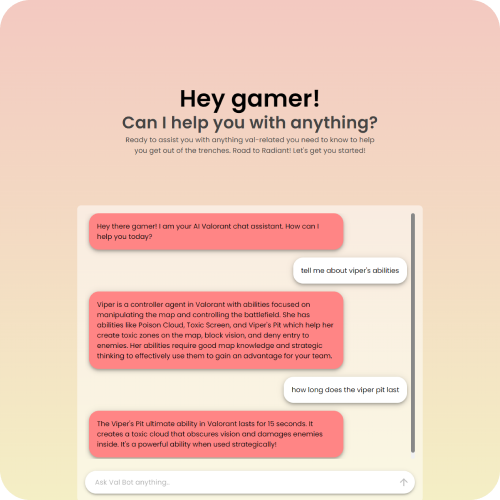 Hey gamer!
Can I help you with anything?
Ready to assist you with anything val-related you need to know to help
you get out of the trenches. Road to Radiant! Let's get you started!
Hey there gamer! I am your AI Valorant chat assistant. How can I
help you today?
tell me about viper's abilities
Viper is a controller agent in Valorant with abilities focused on
manipulating the map and controlling the battlefield. She has
abilities like Poison Cloud, Toxic Screen, and Viper's Pit which help her
create toxic zones on the map, block vision, and deny entry to
enemies. Her abilities require good map knowledge and strategic
thinking to effectively use them to gain an advantage for your team.
how long does the viper pit last
The Viper's Pit ultimate ability in Valorant lasts for 15 seconds. It
creates a toxic cloud that obscures vision and damages enemies
inside. It's a powerful ability when used strategically!
Ask Val Bot anything..